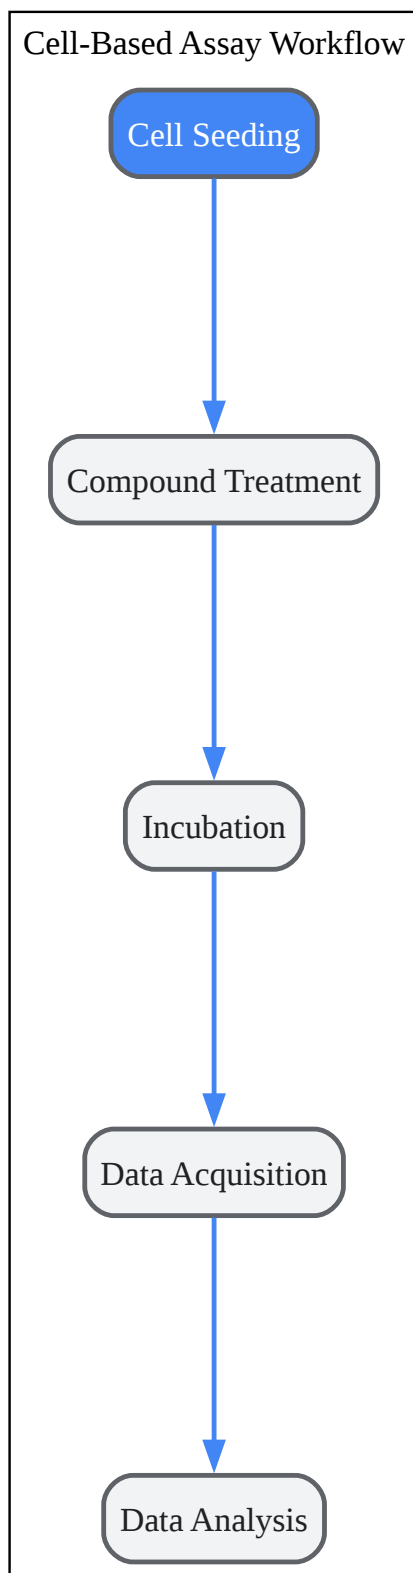 Cell-Based Assay Workflow
Cell Seeding
Compound Treatment
Incubation
Data Acquisition
Data Analysis